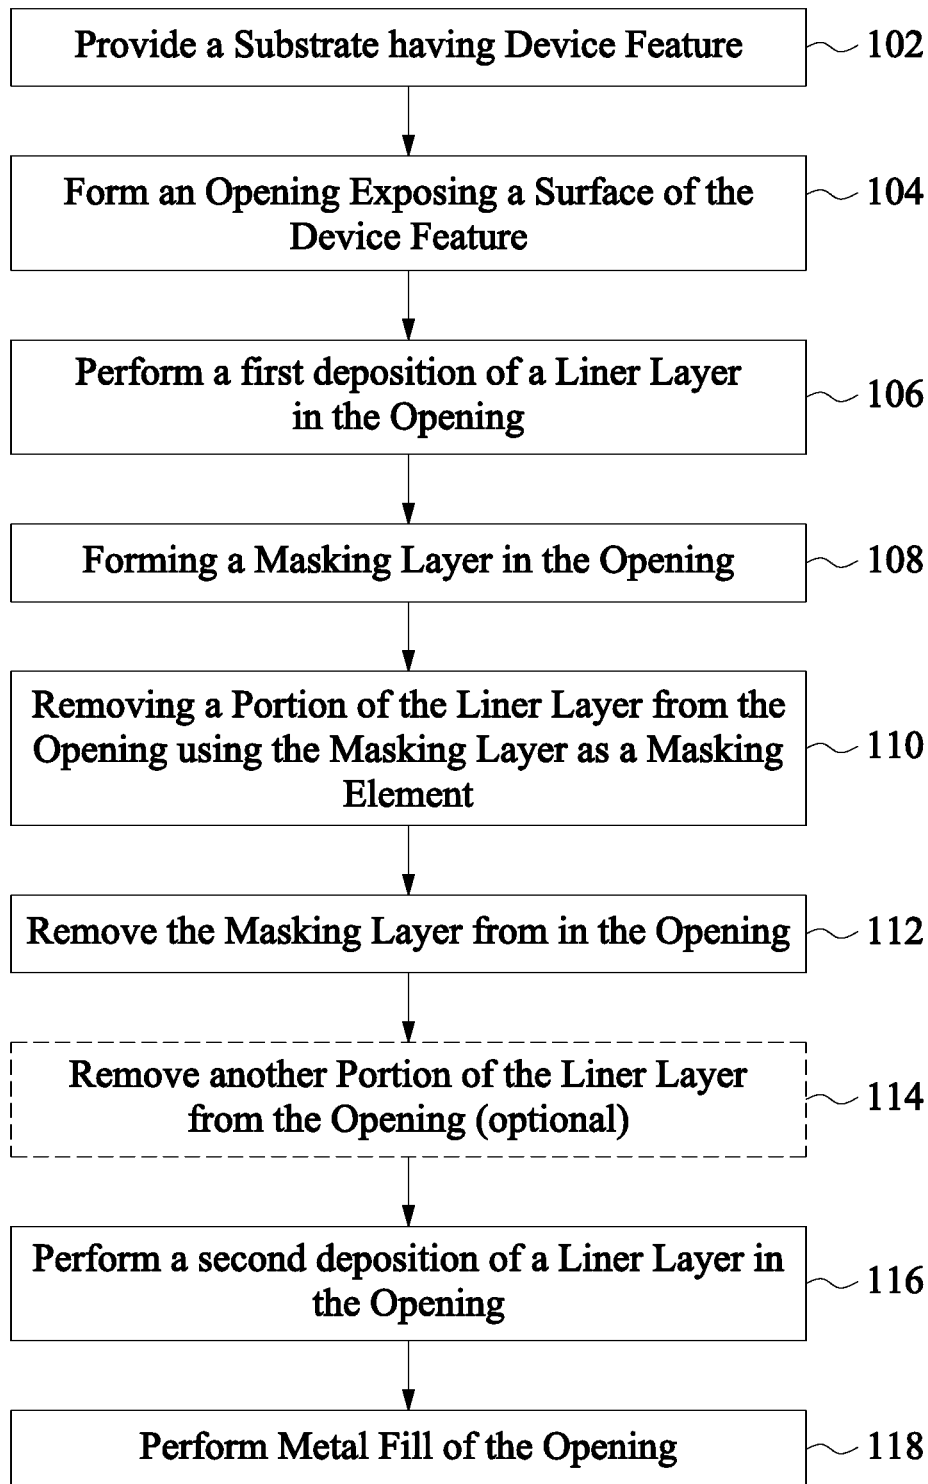 Provide a Substrate having Device Feature
102
Form an Opening Exposing a Surface of the
Device Feature
104
Perform a first deposition of a Liner Layer
in the Opening
106
Forming a Masking Layer in the Opening
108
Removing a Portion of the Liner Layer from the
Opening using the Masking Layer as a Masking
Element
110
Remove the Masking Layer from in the Opening
112
Remove another Portion of the Liner Layer
from the Opening (optional)
114
Perform a second deposition of a Liner Layer in
the Opening
116
Perform Metal Fill of the Opening
118